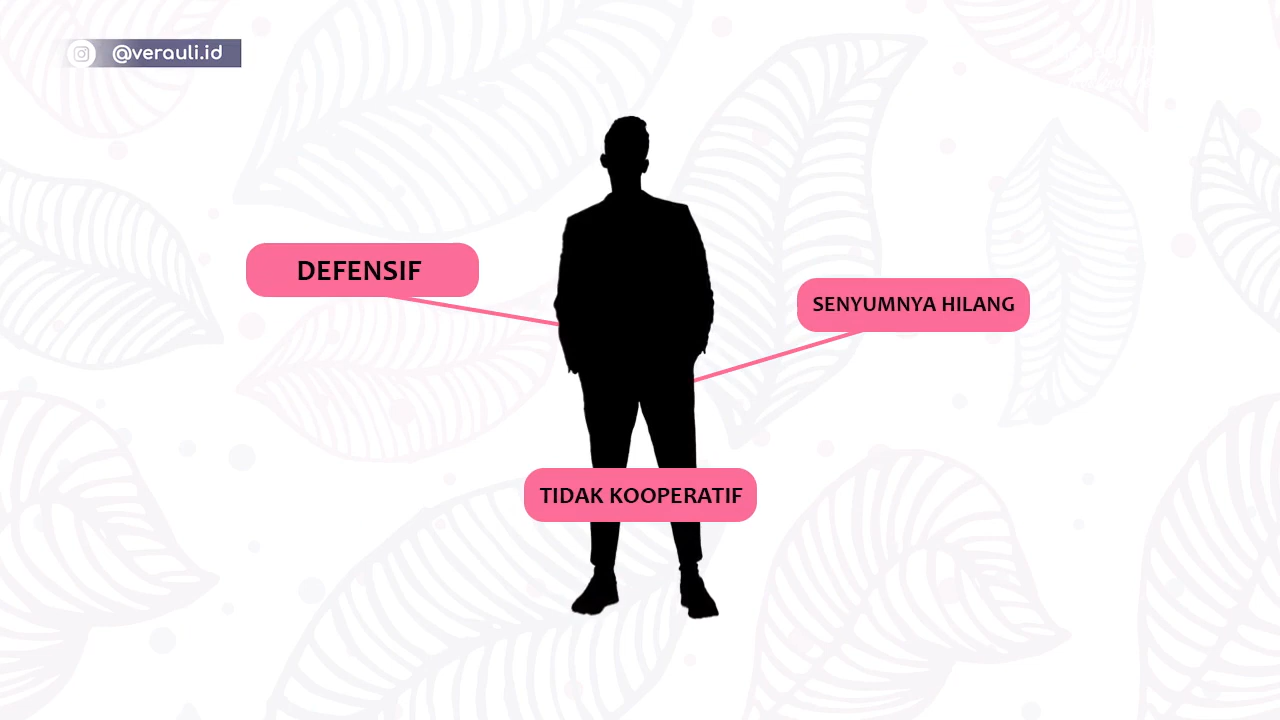 @verauli.id
DEFENSIF
SENYUMNYA HILANG
TIDAK KOOPERATIF